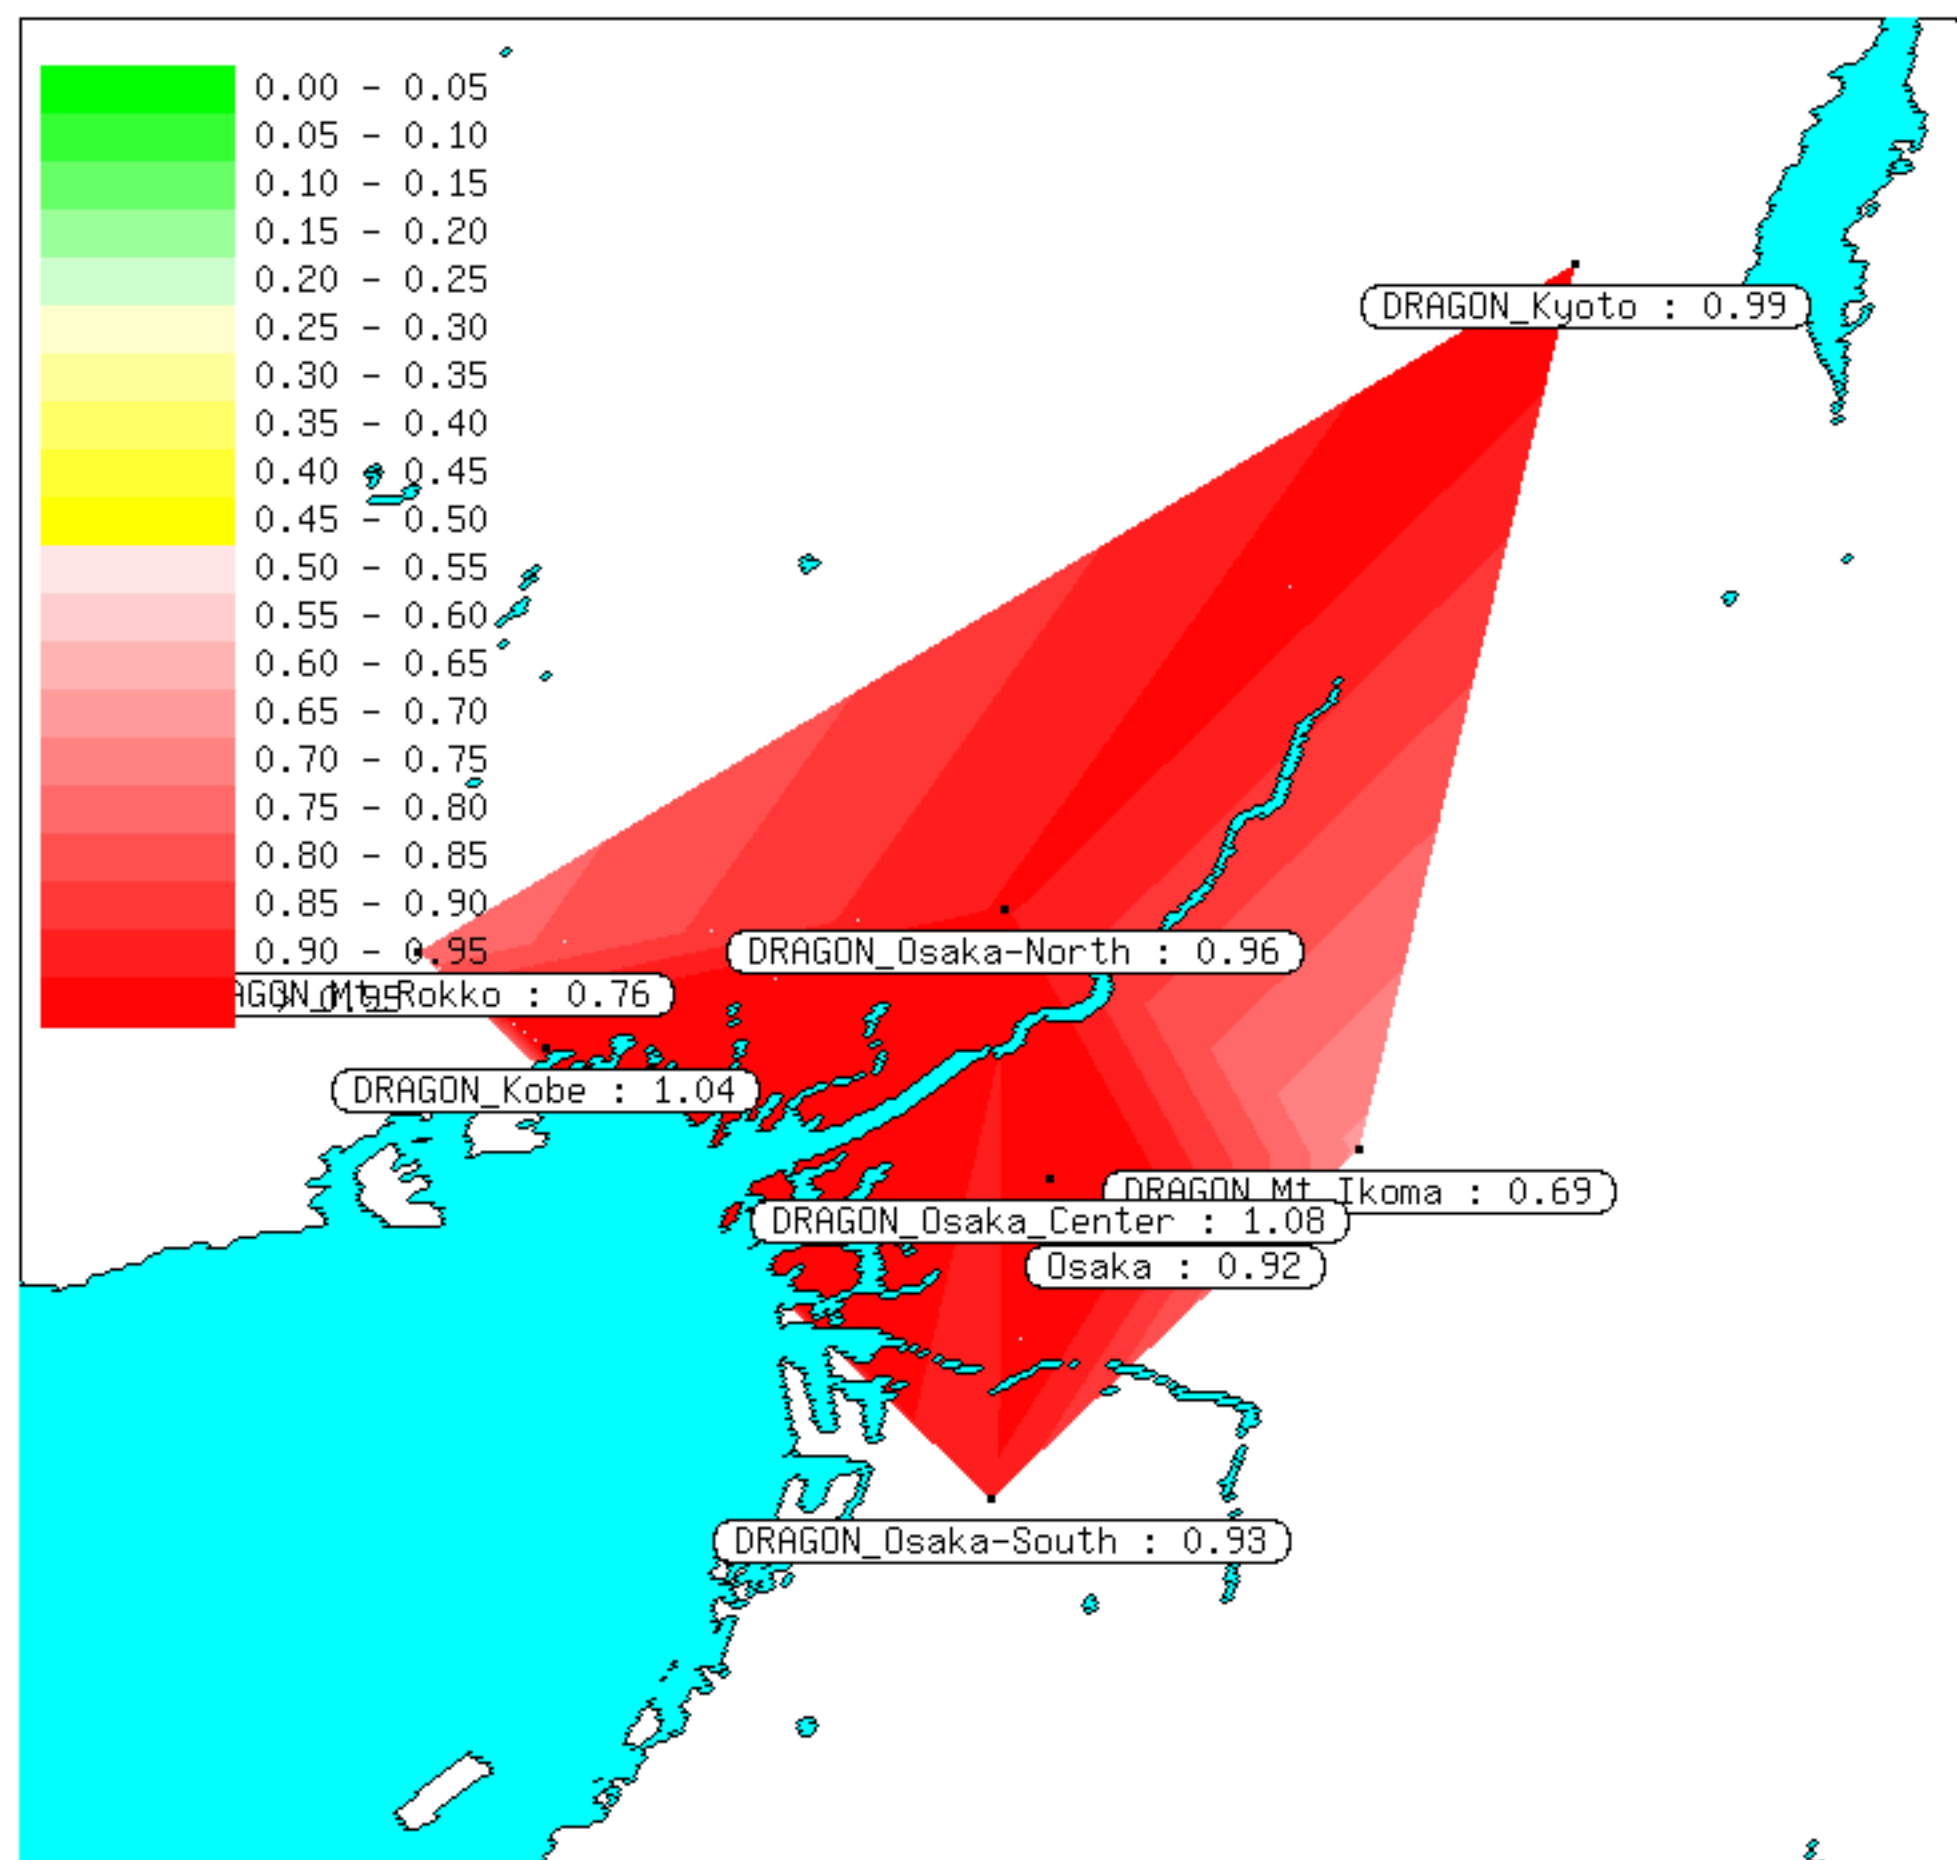 0.00 - 0.05
0.05 - 0.10
0.10 - 0.15
0.15 - 0.20
0.20 - 0.25
0.25 - 0.30
DRAGON_Kyoto : 0.99
0.30 - 0.35
0.35 - 0.40
0.40 - 0.45
0.45 - 0.50
0.50 - 0.55
0.55 - 0.60
0.60 - 0.65
0.65 - 0.70
0.70 - 0.75
0.75 - 0.80
0.80 - 0.85
0.85 - 0.90
0.90 - 0.95
DRAGON_Osaka-North : 0.96
> 0.95
AGON_Mt_Rokko : 0.76
DRAGON_Kobe : 1.04
DRAGON_Mt_Ikoma : 0.69
DRAGON_Osaka_Center : 1.08
Osaka : 0.92
DRAGON_Osaka-South : 0.93